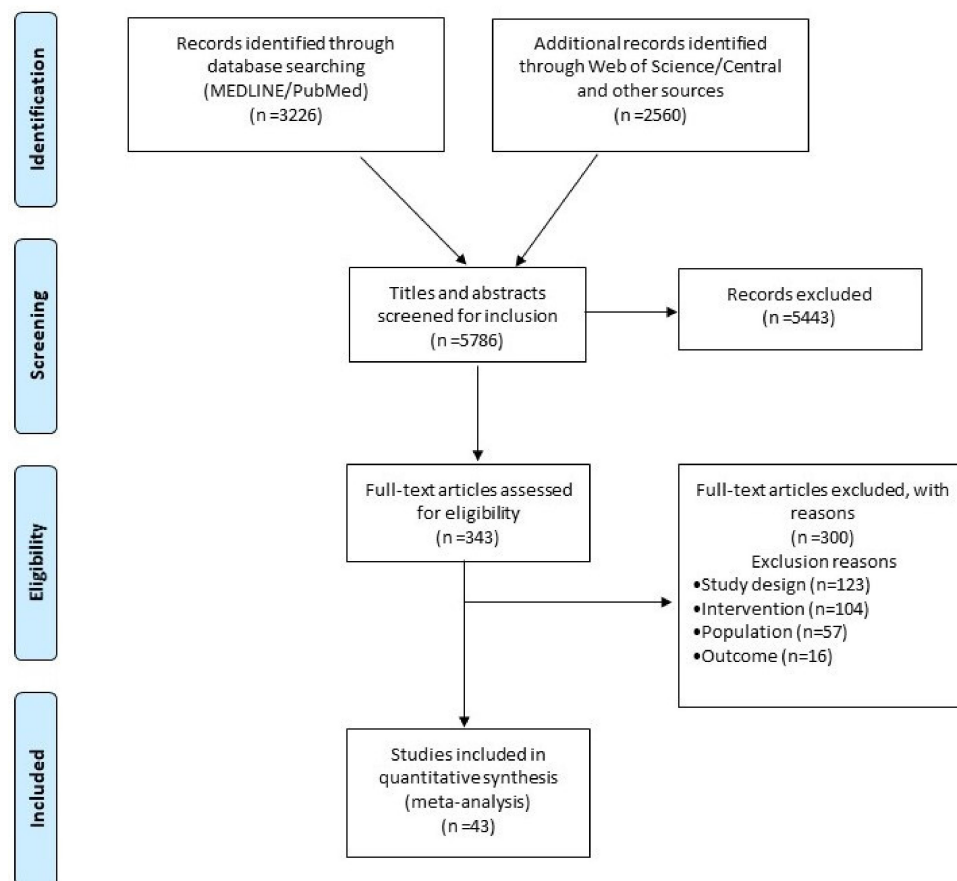 Identification
Records identified through
database searching
(MEDLINE/PubMed)
(n =3226)
Additional records identified
through Web of Science/Central
and other sources
(n =2560)
Screening
Titles and abstracts
screened for inclusion
(n =5786)
Records excluded
(n =5443)
Eligibility
Full-text articles assessed
for eligibility
(n =343)
Full-text articles excluded, with
reasons
(n =300)
Exclusion reasons
•Study design (n=123)
•Intervention (n=104)
•Population (n=57)
•Outcome (n=16)
Included
Studies included in
quantitative synthesis
(meta-analysis)
(n =43)